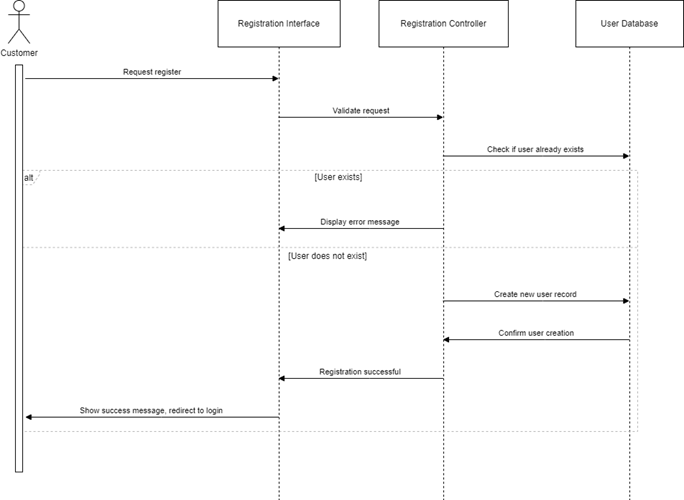 Registration Interface
Registration Controller
User Database
Customer
Request register
Validate request
Check if user already exists
alt
[User exists]
Display error message
[User does not exist]
Create new user record
Confirm user creation
Registration successful
Show success message, redirect to login